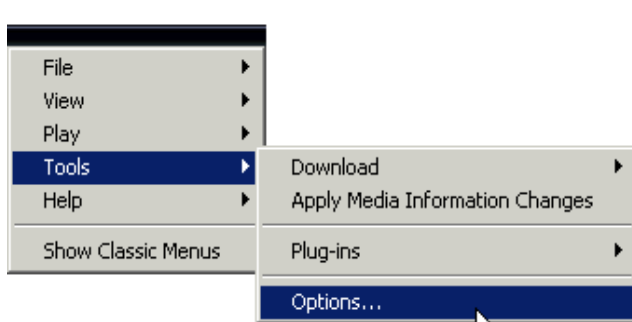 File
View
Play
Tools
Help
Show Classic Menus
Download
Apply Media Information Changes
Plug-ins
Options...